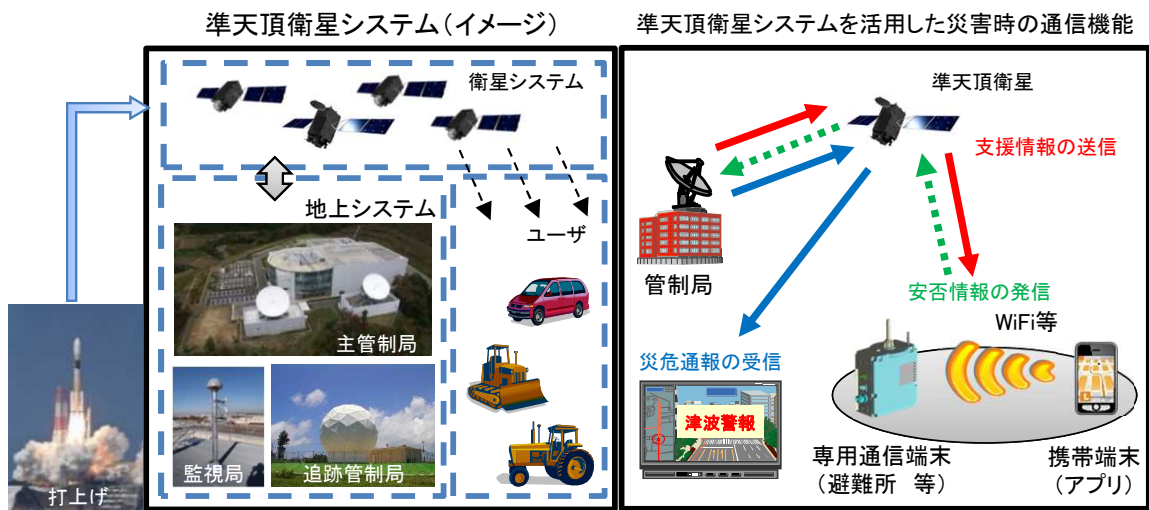 準天頂衛星システム(イメージ)
衛星システム
地上システム
ユーザ
主管制局
監視局
追跡管制局
打上げ
準天頂衛星システムを活用した災害時の通信機能
準天頂衛星
支援情報の送信
管制局
安否情報の発信
WiFi等
災危通報の受信
津波警報
専用通信端末
(避難所 等)
携帯端末
(アプリ)